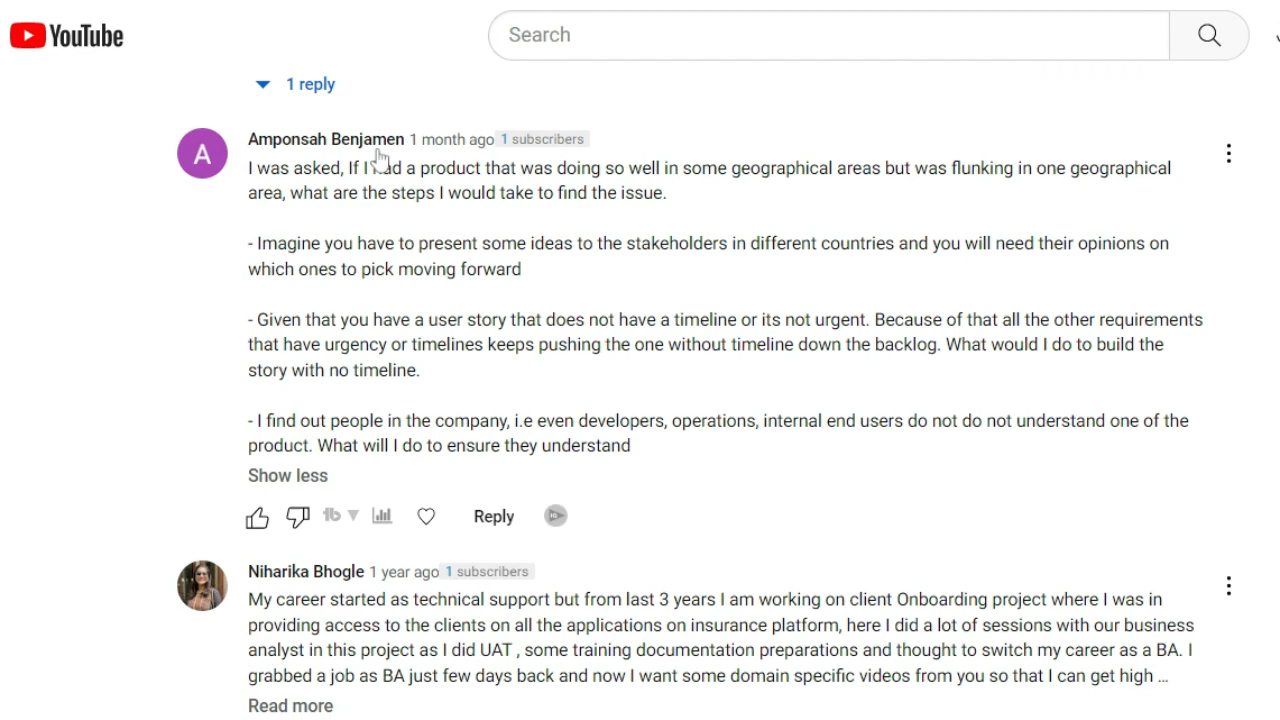 YouTube
Search
1 reply
A
Amponsah Benjamen 1 month ago 1 subscribers
I was asked, If I had a product that was doing so well in some geographical areas but was flunking in one geographical
area, what are the steps I would take to find the issue.
- Imagine you have to present some ideas to the stakeholders in different countries and you will need their opinions on
which ones to pick moving forward
- Given that you have a user story that does not have a timeline or its not urgent. Because of that all the other requirements
that have urgency or timelines keeps pushing the one without timeline down the backlog. What would I do to build the
story with no timeline.
- I find out people in the company, i.e even developers, operations, internal end users do not do not understand one of the
product. What will I do to ensure they understand
Show less
Reply
Niharika Bhogle 1 year ago 1 subscribers
My career started as technical support but from last 3 years I am working on client Onboarding project where I was in
providing access to the clients on all the applications on insurance platform, here I did a lot of sessions with our business
analyst in this project as I did UAT , some training documentation preparations and thought to switch my career as a BA. I
grabbed a job as BA just few days back and now I want some domain specific videos from you so that I can get high ...
Read more